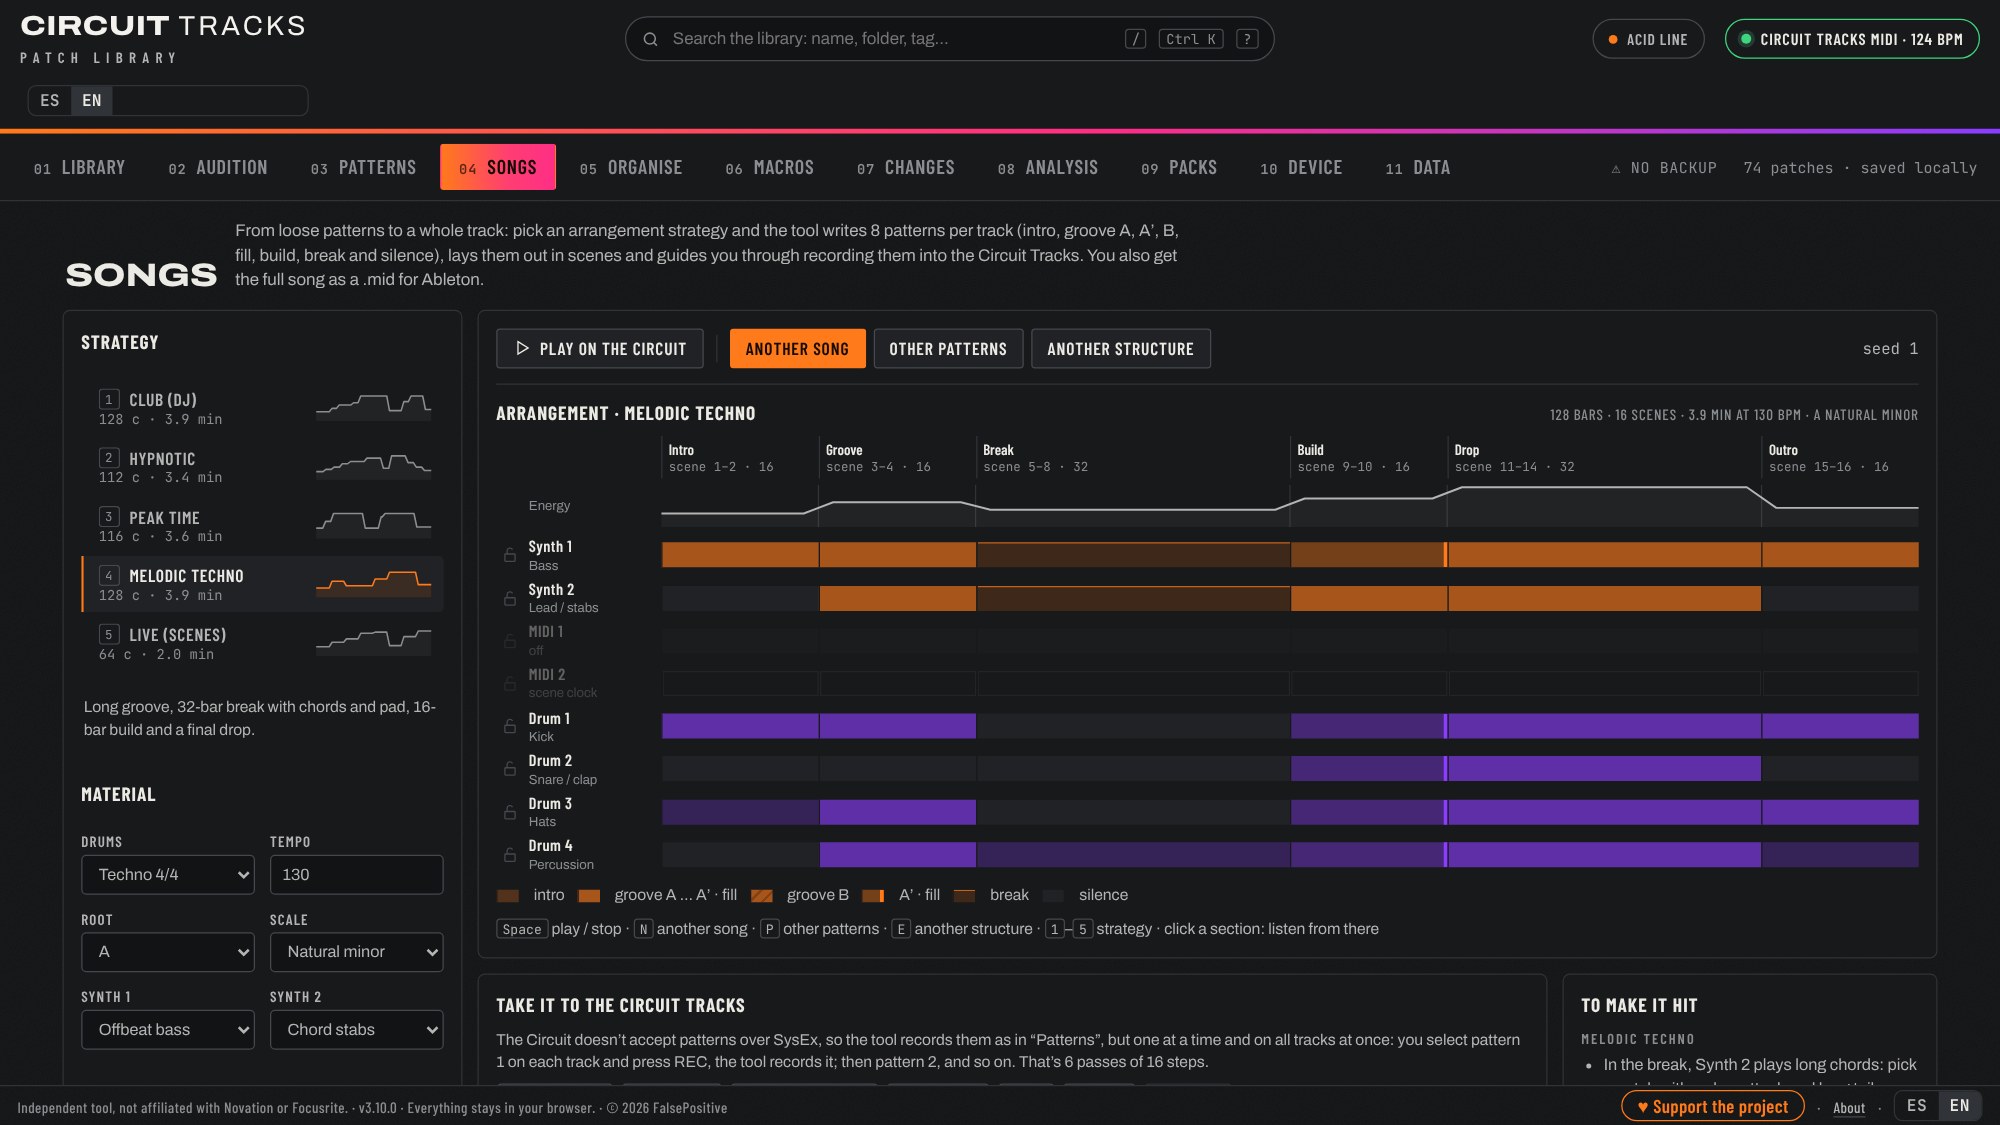 CIRCUIT TRACKS
PATCH LIBRARY
Search the library: name, folder, tag...
/ Ctrl K ?
ACID LINE
CIRCUIT TRACKS MIDI · 124 BPM
ES EN
01 LIBRARY
02 AUDITION
03 PATTERNS
04 SONGS
05 ORGANISE
06 MACROS
07 CHANGES
08 ANALYSIS
09 PACKS
10 DEVICE
11 DATA
⚠ NO BACKUP
74 patches · saved locally
SONGS
From loose patterns to a whole track: pick an arrangement strategy and the tool writes 8 patterns per track (intro, groove A, A’, B,
fill, build, break and silence), lays them out in scenes and guides you through recording them into the Circuit Tracks. You also get
the full song as a .mid for Ableton.
STRATEGY
1 CLUB (DJ)
128 c · 3.9 min
2 HYPNOTIC
112 c · 3.4 min
3 PEAK TIME
116 c · 3.6 min
4 MELODIC TECHNO
128 c · 3.9 min
5 LIVE (SCENES)
64 c · 2.0 min
Long groove, 32-bar break with chords and pad, 16-
bar build and a final drop.
MATERIAL
DRUMS TEMPO
Techno 4/4 130
ROOT SCALE
A Natural minor
SYNTH 1 SYNTH 2
Offbeat bass Chord stabs
PLAY ON THE CIRCUIT
ANOTHER SONG
OTHER PATTERNS
ANOTHER STRUCTURE
seed 1
ARRANGEMENT · MELODIC TECHNO
128 BARS · 16 SCENES · 3.9 MIN AT 130 BPM · A NATURAL MINOR
Intro Groove Break Build Drop Outro
scene 1–2 · 16 scene 3–4 · 16 scene 5–8 · 32 scene 9–10 · 16 scene 11–14 · 32 scene 15–16 · 16
Energy
Synth 1
Bass
Synth 2
Lead / stabs
MIDI 1
off
MIDI 2
scene clock
Drum 1
Kick
Drum 2
Snare / clap
Drum 3
Hats
Drum 4
Percussion
intro groove A ... A’ · fill groove B A’ · fill break silence
Space play / stop · N another song · P other patterns · E another structure · 1–5 strategy · click a section: listen from there
TAKE IT TO THE CIRCUIT TRACKS
The Circuit doesn’t accept patterns over SysEx, so the tool records them as in “Patterns”, but one at a time and on all tracks at once: you select pattern
1 on each track and press REC, the tool records it; then pattern 2, and so on. That’s 6 passes of 16 steps.
TO MAKE IT HIT
MELODIC TECHNO
• In the break, Synth 2 plays long chords: pick
Independent tool, not affiliated with Novation or Focusrite. · v3.10.0 · Everything stays in your browser. · © 2026 FalsePositive
♥ Support the project · About · ES EN